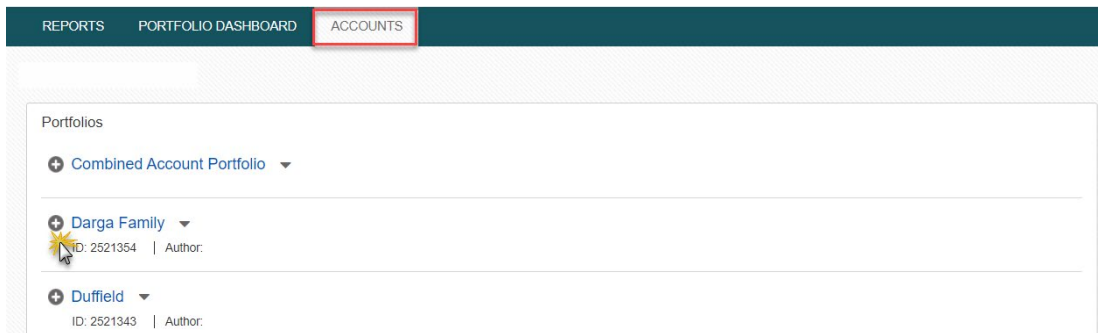 REPORTS PORTFOLIO DASHBOARD ACCOUNTS
Portfolios
Combined Account Portfolio
Darga Family
ID: 2521354 | Author:
Duffield
ID: 2521343 | Author: